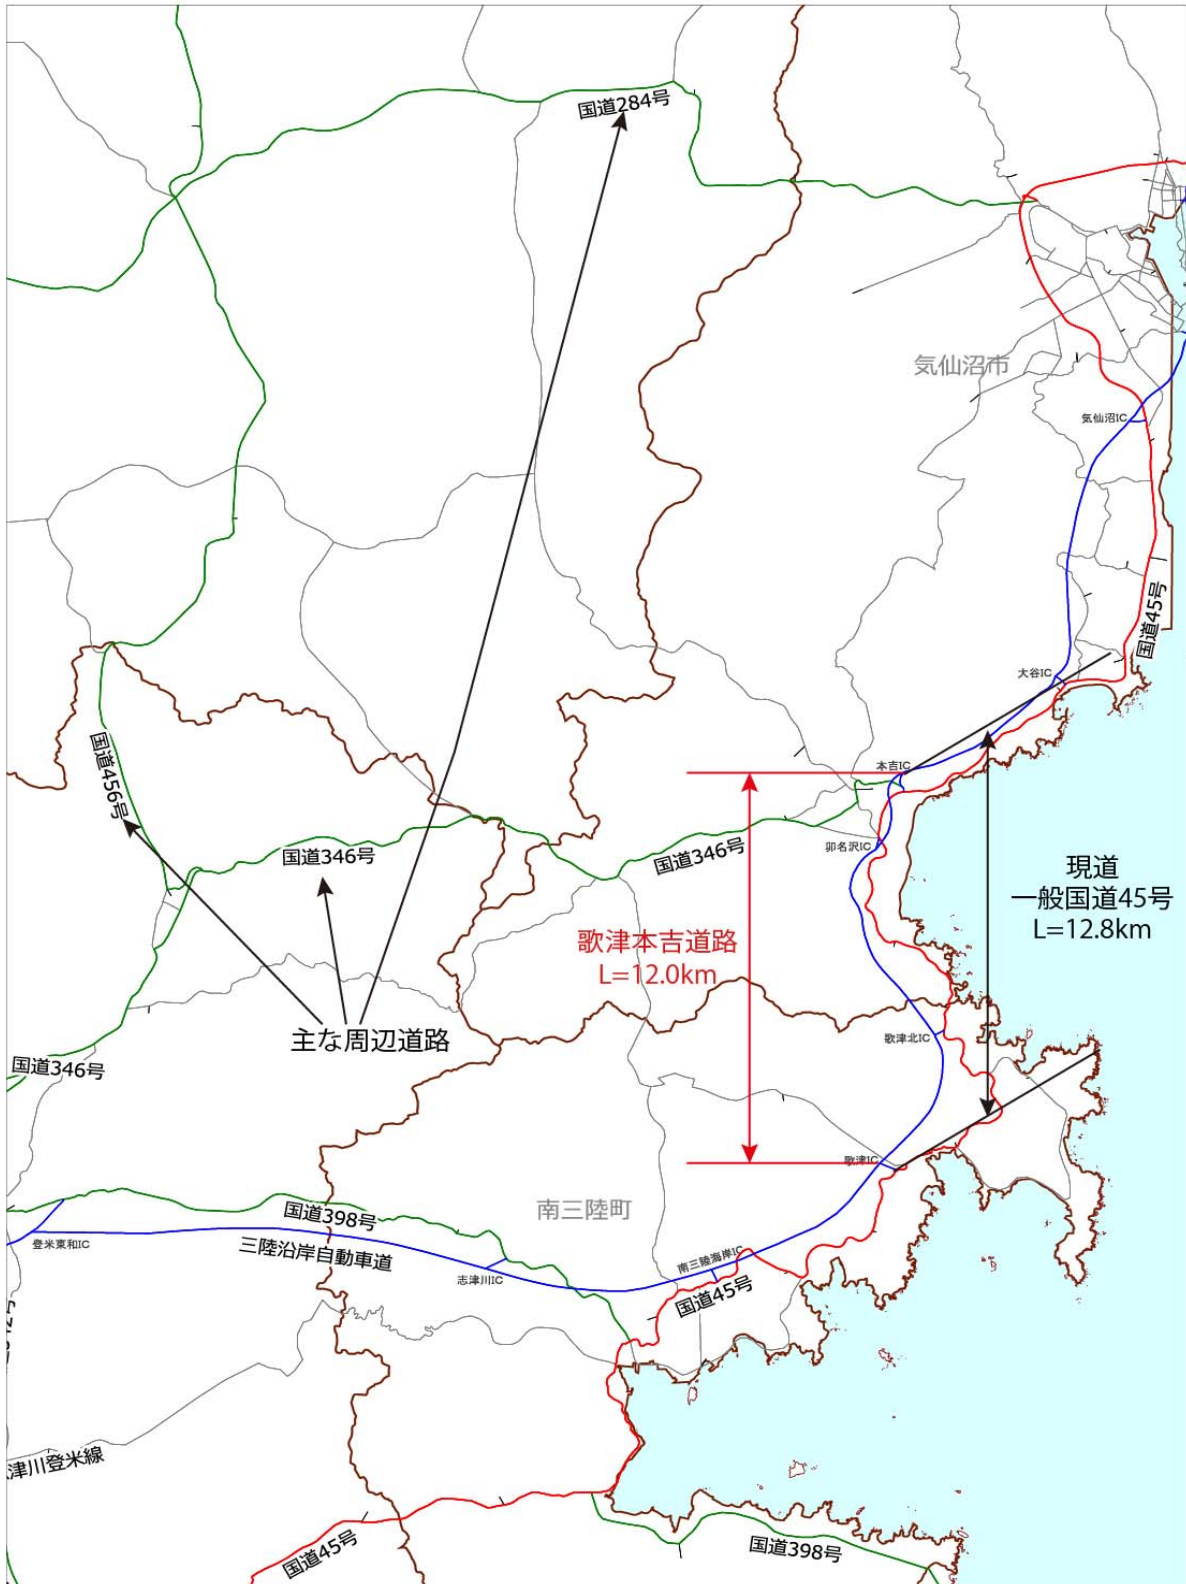 国道284号
気仙沼市
気仙沼IC
国道45号
大谷IC
国道456号
本吉IC
国道346号
国道346号
卯名沢IC
現道
一般国道45号
L=12.8km
歌津本吉道路
L=12.0km
主な周辺道路
歌津北IC
国道346号
歌津IC
南三陸町
国道398号
登米東和IC
三陸沿岸自動車道
志津川IC
南三陸海岸IC
国道45号
津川登米線
国道45号
国道398号